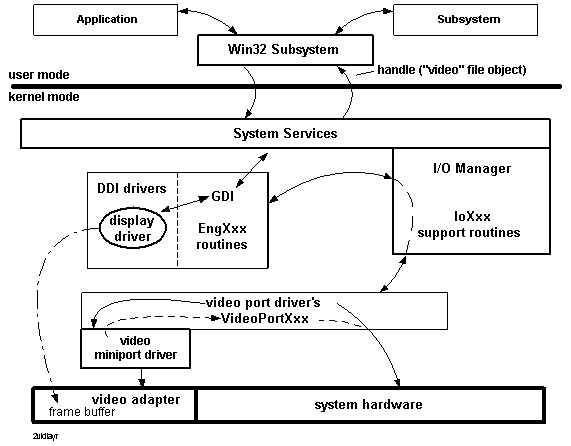 Application
Subsystem
Win32 Subsystem
handle ("video" file object)
user mode
kernel mode
System Services
I/O Manager
DDI drivers
GDI
display
driver
EngXxx
routines
IoXxx
support routines
video port driver's
VideoPortXxx
video
miniport driver
video adapter
frame buffer
system hardware